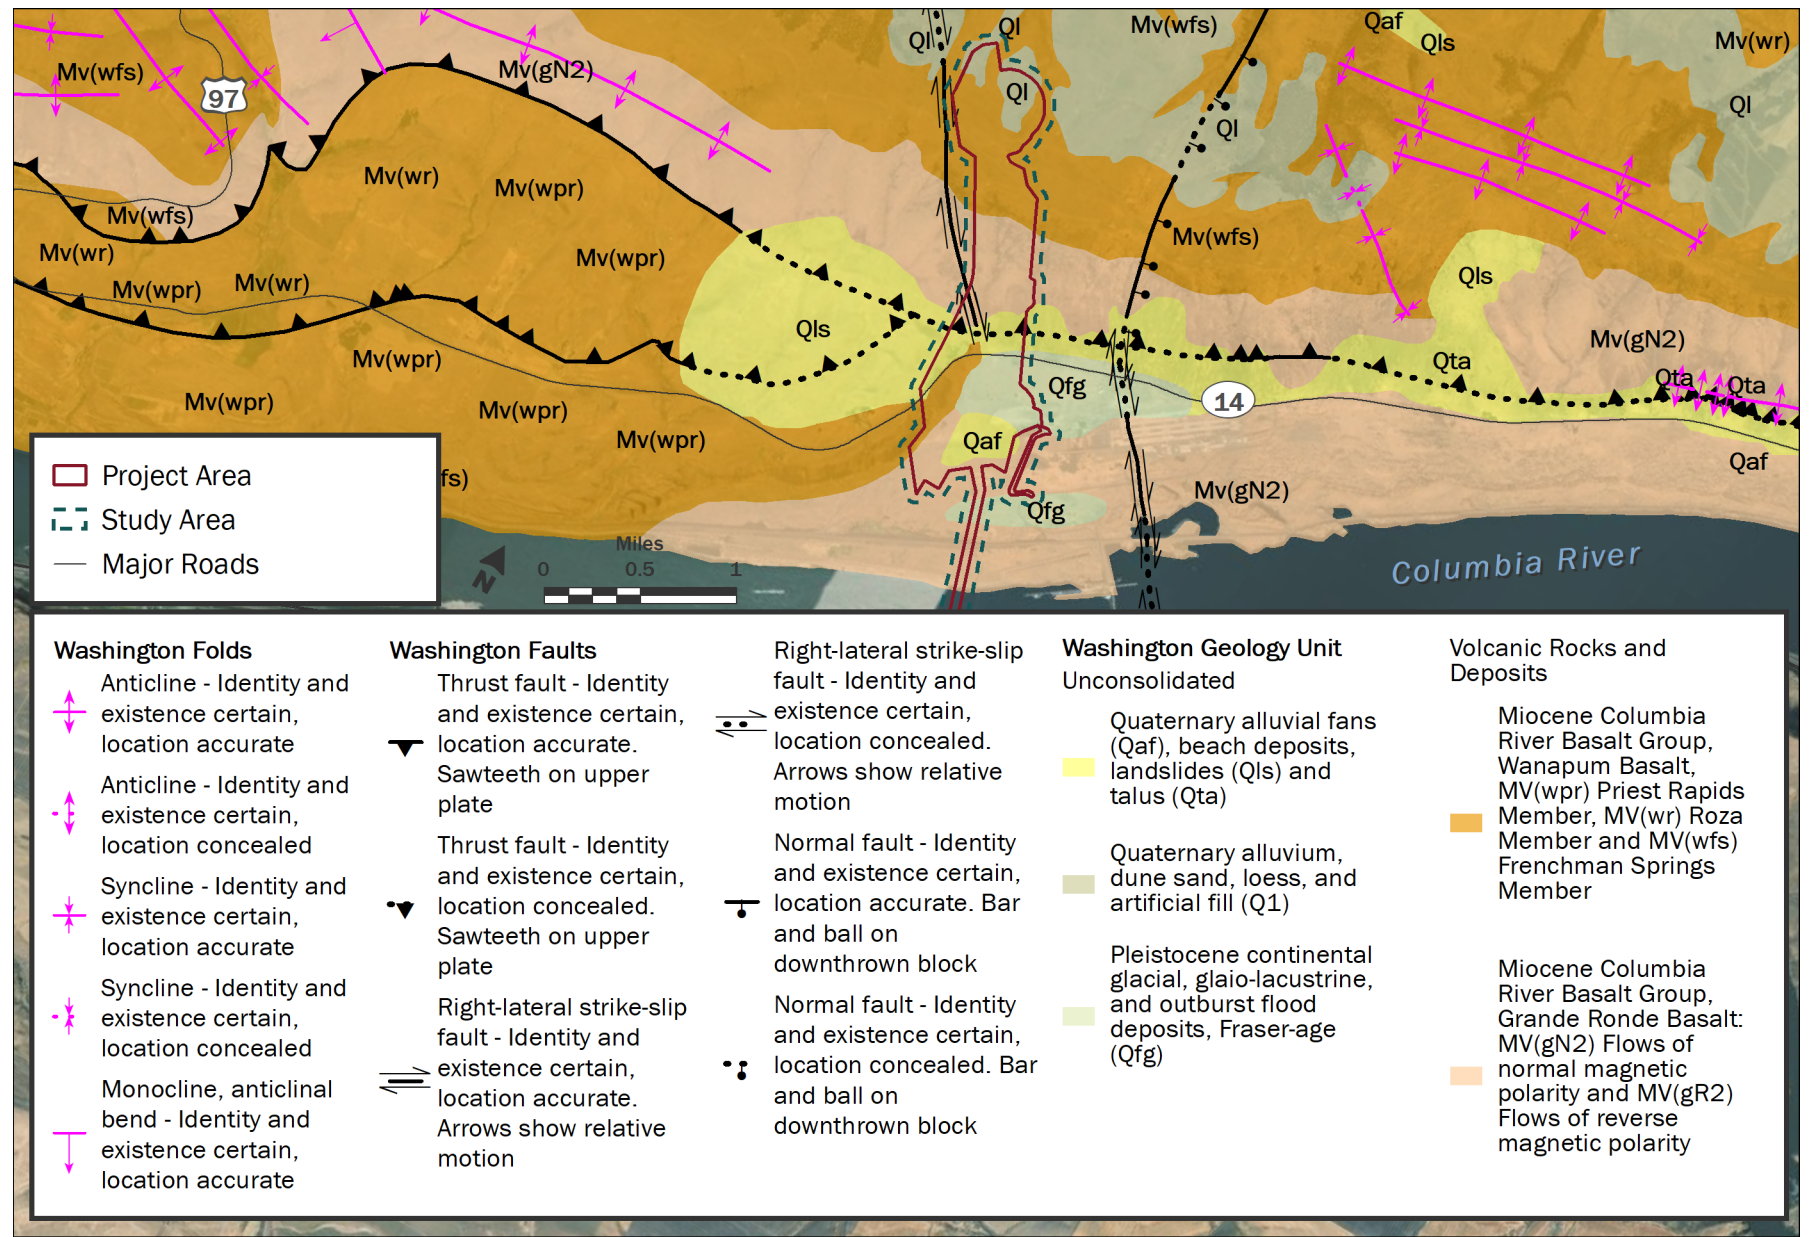 Ql
Ql
Mv(wfs)
Qaf
Qls
Mv(wr)
Mv(wfs)
97
Mv(gN2)
Ql
Ql
Ql
Mv(wr)
Mv(wpr)
Mv(wfs)
Mv(wfs)
Mv(wr)
Mv(wpr)
Mv(wpr)
Mv(wr)
Qls
Qls
Mv(wpr)
Mv(gN2)
Qta
Qta
Qta
Qfg
14
Mv(wpr)
Mv(wpr)
Mv(wpr)
Qaf
Qaf
fs)
Mv(gN2)
Qfg
Project Area
Study Area
Major Roads
N
Miles
0 0.5 1
Columbia River
Washington Folds
Anticline - Identity and
existence certain,
location accurate
Anticline - Identity and
existence certain,
location concealed
Syncline - Identity and
existence certain,
location accurate
Syncline - Identity and
existence certain,
location concealed
Monocline, anticlinal
bend - Identity and
existence certain,
location accurate
Washington Faults
Thrust fault - Identity
and existence certain,
location accurate.
Sawteeth on upper
plate
Thrust fault - Identity
and existence certain,
location concealed.
Sawteeth on upper
plate
Right-lateral strike-slip
fault - Identity and
existence certain,
location accurate.
Arrows show relative
motion
Right-lateral strike-slip
fault - Identity and
existence certain,
location concealed.
Arrows show relative
motion
Normal fault - Identity
and existence certain,
location accurate. Bar
and ball on
downthrown block
Normal fault - Identity
and existence certain,
location concealed. Bar
and ball on
downthrown block
Washington Geology Unit
Unconsolidated
Quaternary alluvial fans
(Qaf), beach deposits,
landslides (Qls) and
talus (Qta)
Quaternary alluvium,
dune sand, loess, and
artificial fill (Q1)
Pleistocene continental
glacial, glaio-lacustrine,
and outburst flood
deposits, Fraser-age
(Qfg)
Volcanic Rocks and
Deposits
Miocene Columbia
River Basalt Group,
Wanapum Basalt,
MV(wpr) Priest Rapids
Member, MV(wr) Roza
Member and MV(wfs)
Frenchman Springs
Member
Miocene Columbia
River Basalt Group,
Grande Ronde Basalt:
MV(gN2) Flows of
normal magnetic
polarity and MV(gR2)
Flows of reverse
magnetic polarity